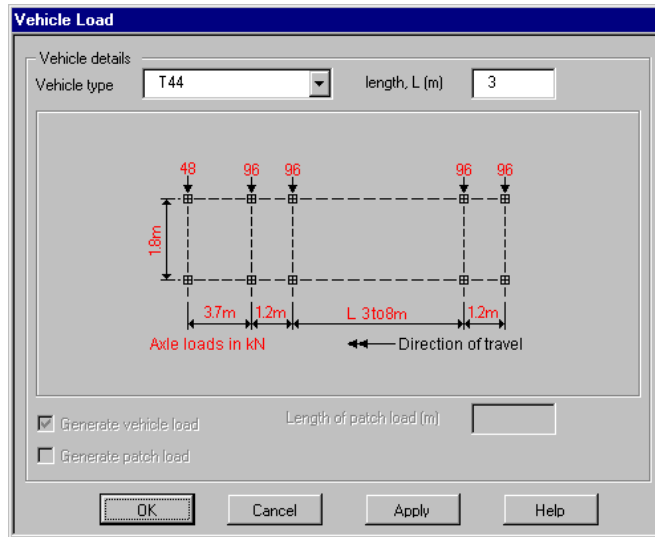 Vehicle Load
Vehicle details
Vehicle type T44 length, L (m) 3
48 96 96 96 96
1.8m
3.7m 1.2m L 3to8m 1.2m
Axle loads in kN Direction of travel
Generate vehicle load Length of patch load (m)
Generate patch load
OK Cancel Apply Help